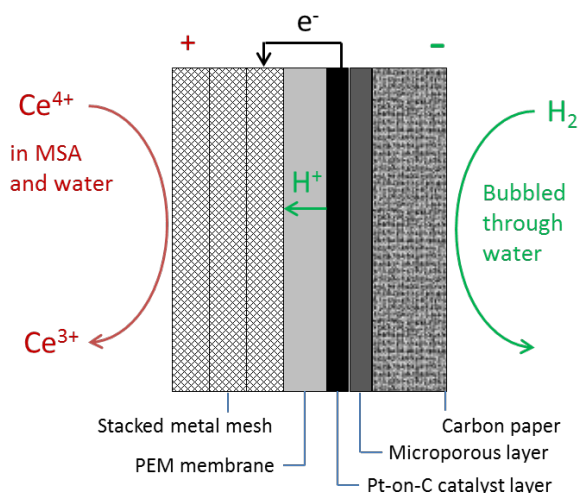 e⁻
+
-
Ce⁴⁺
in MSA
and water
Ce³⁺
H⁺
H₂
Bubbled
through
water
Stacked metal mesh
PEM membrane
Carbon paper
Microporous layer
Pt-on-C catalyst layer